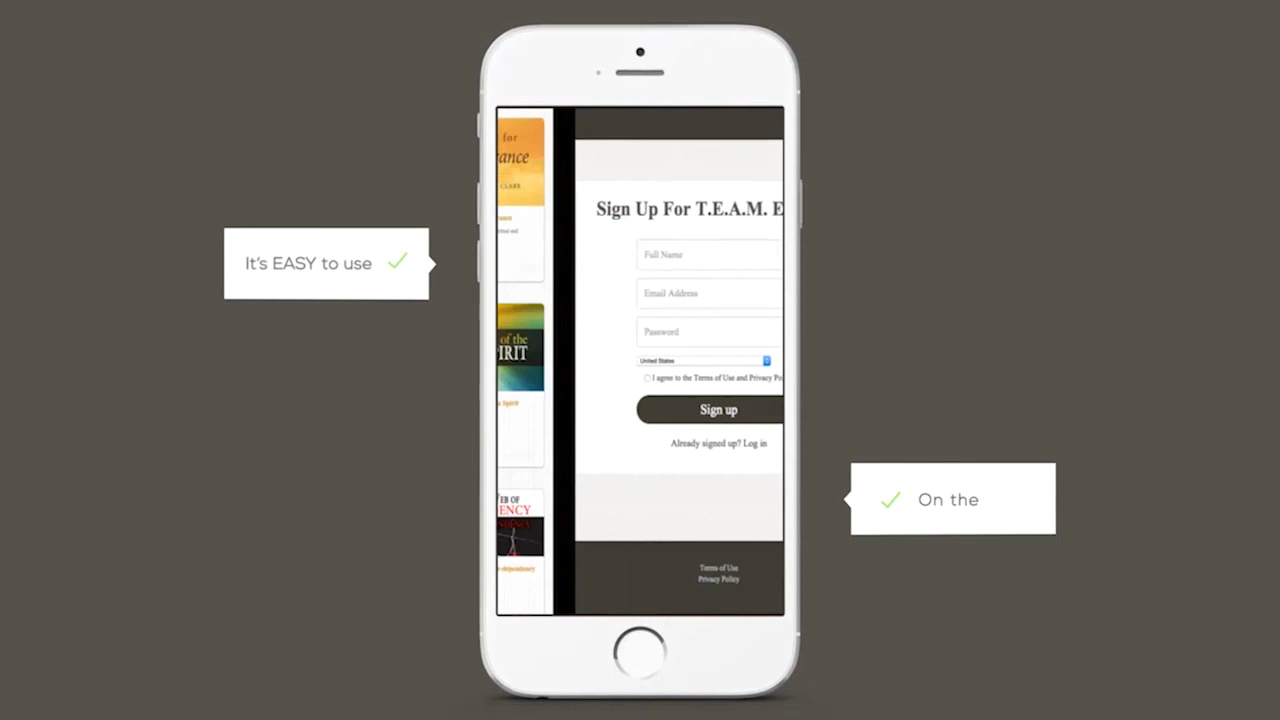 It's EASY to use
for
rance
CLARK
of the
IRIT
Spirit
EB OF
ENCY
Sign Up For T.E.A.M. E
Full Name
Email Address
Password
United States
I agree to the Terms of Use and Privacy Po
Sign up
Already signed up? Log in
Terms of Use
Privacy Policy
On the